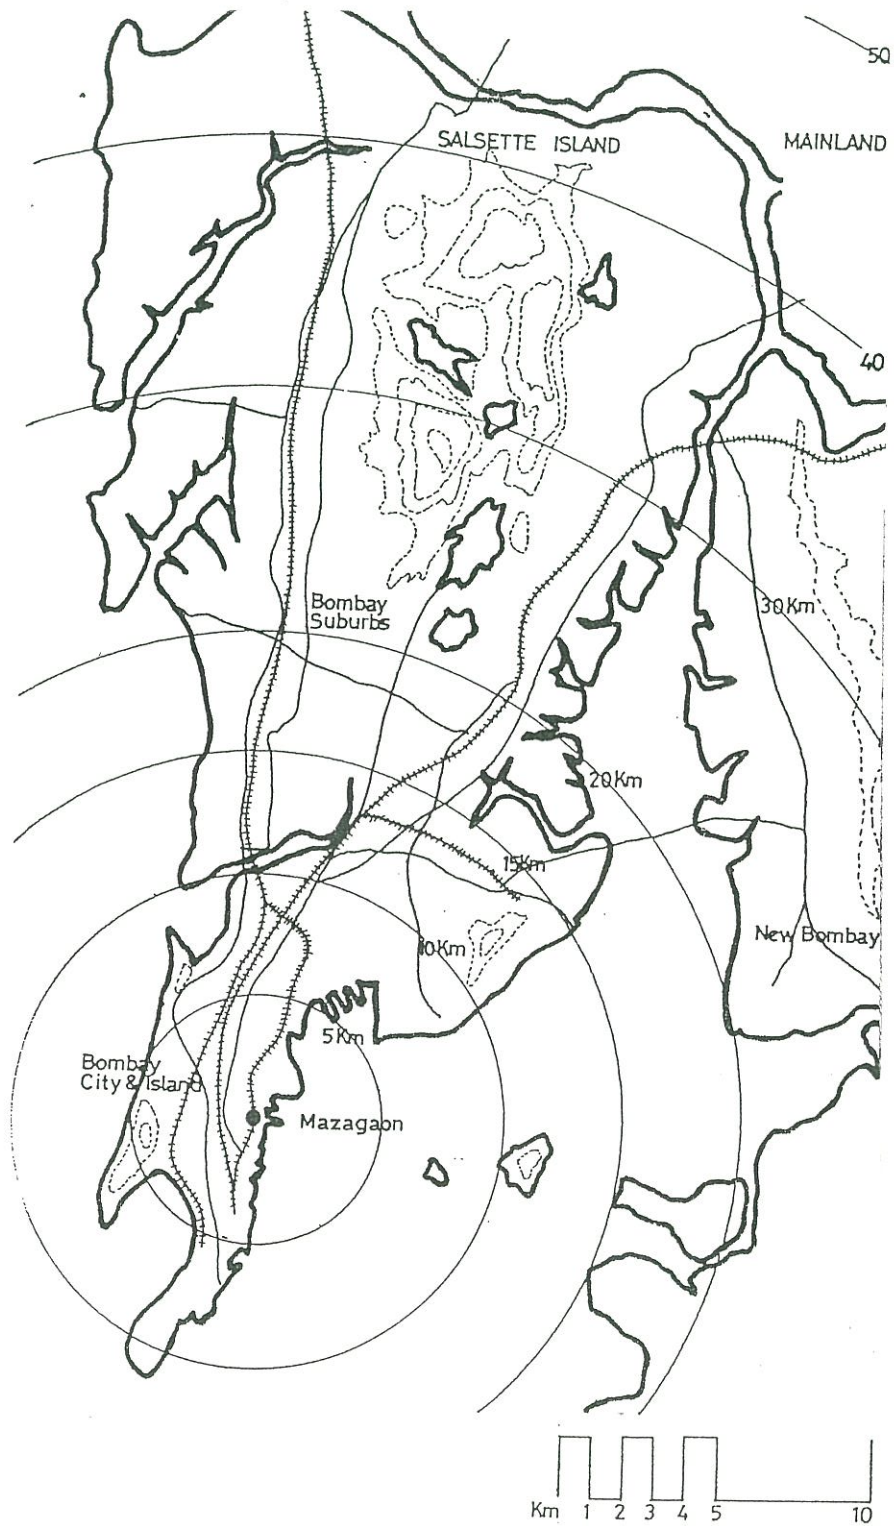 50
SALSETTE ISLAND
MAINLAND
40
Bombay
Suburbs
30Km
20Km
15Km
New Bombay
10Km
5Km
Bombay
City & Island
Mazagaon
Km 1 2 3 4 5 10